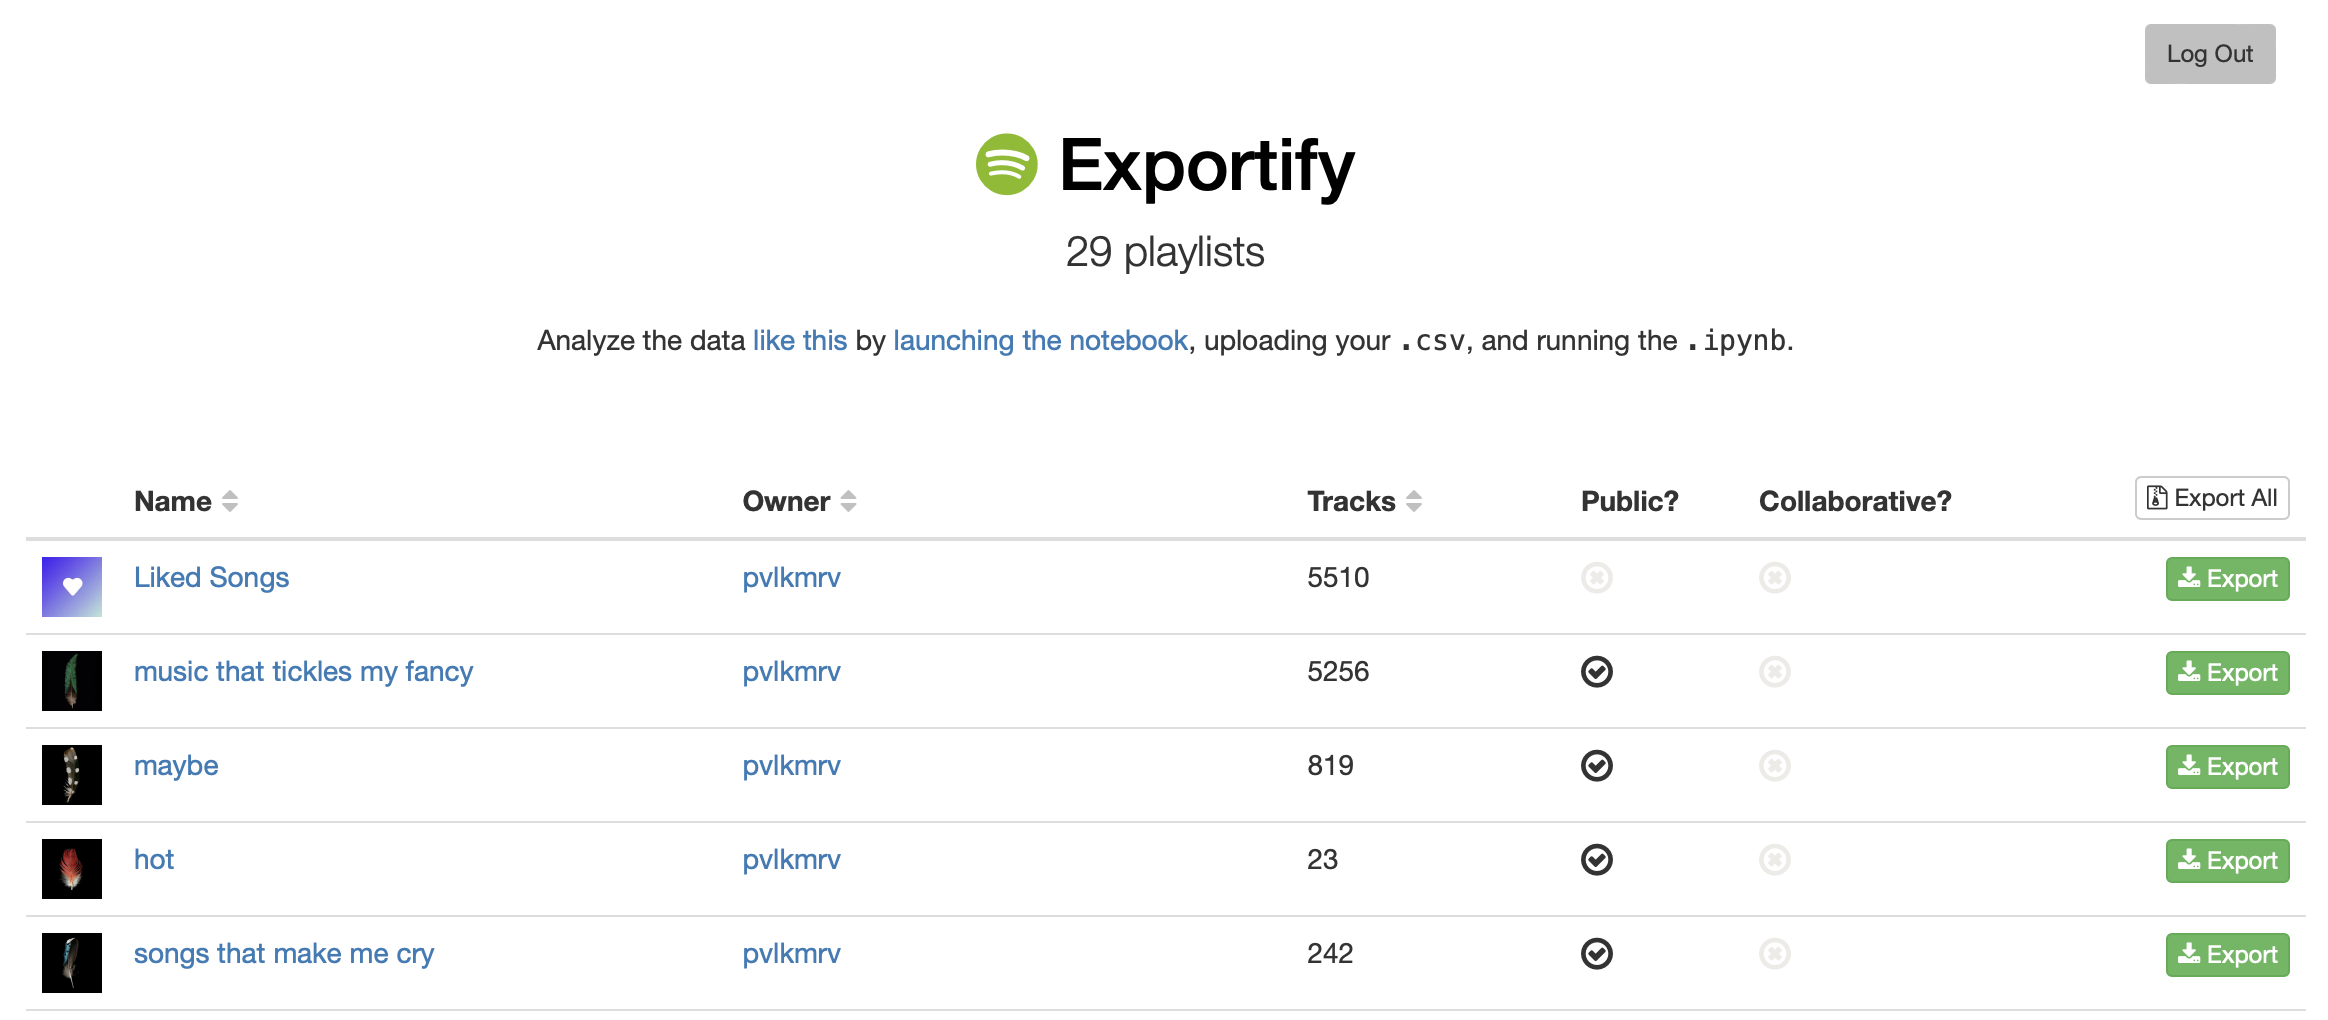 Log Out
Exportify
29 playlists
Analyze the data like this by launching the notebook, uploading your .csv, and running the .ipynb.
Name Owner Tracks Public? Collaborative? Export All
Liked Songs pvlkmrv 5510 Export
music that tickles my fancy pvlkmrv 5256 Export
maybe pvlkmrv 819 Export
hot pvlkmrv 23 Export
songs that make me cry pvlkmrv 242 Export